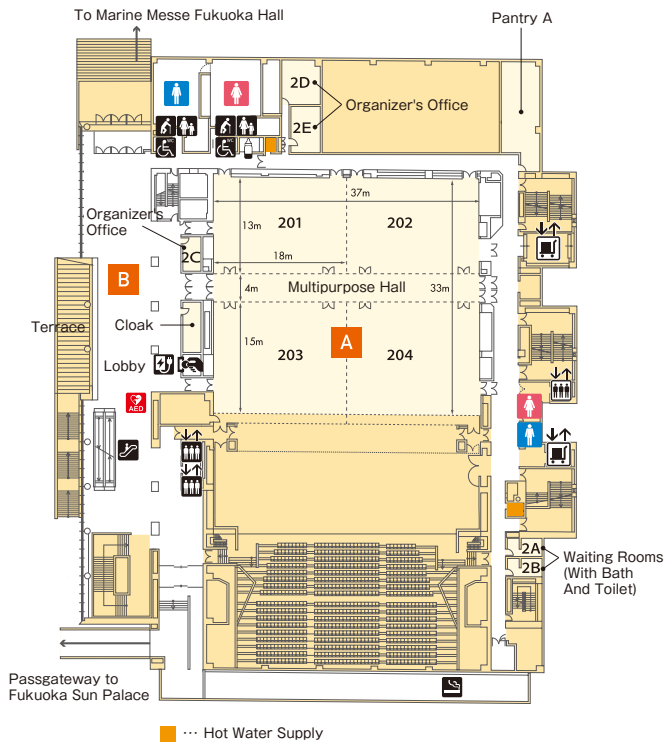 To Marine Messe Fukuoka Hall
Pantry A
2D
Organizer's Office
2E
37m
Organizer's
Office
13m
201
202
2C
18m
B
Multipurpose Hall
33m
4m
Terrace
Cloak
15m
A
Lobby
203
204
AED
2A
Waiting Rooms
2B
(With Bath
And Toilet)
Passgateway to
Fukuoka Sun Palace
… Hot Water Supply